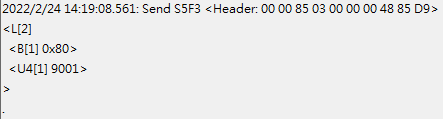 2022/2/24 14:19:08.561: Send S5F3 <Header: 00 00 85 03 00 00 00 48 85 D9>
<L[2]
<B[1] 0x80>
<U4[1] 9001>
>
.